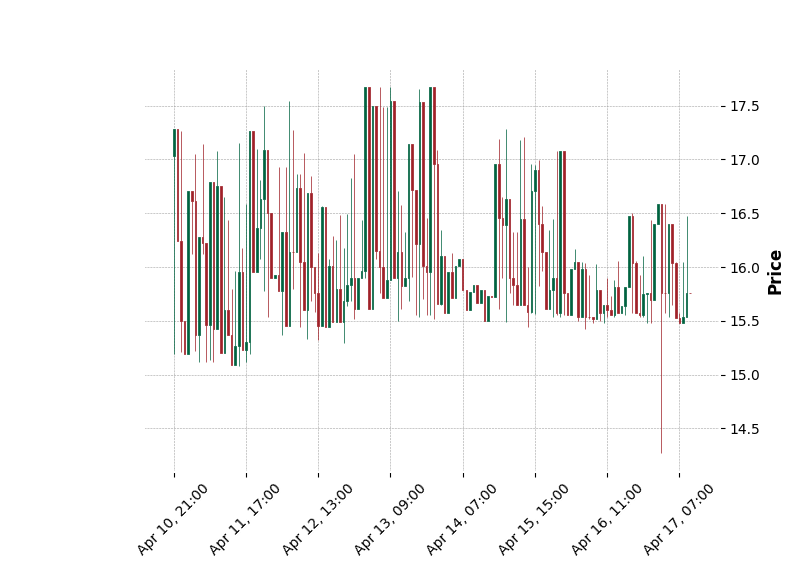 17.5
17.0
16.5
16.0
15.5
15.0
14.5
Price
Apr 10, 21:00
Apr 11, 17:00
Apr 12, 13:00
Apr 13, 09:00
Apr 14, 07:00
Apr 15, 15:00
Apr 16, 11:00
Apr 17, 07:00